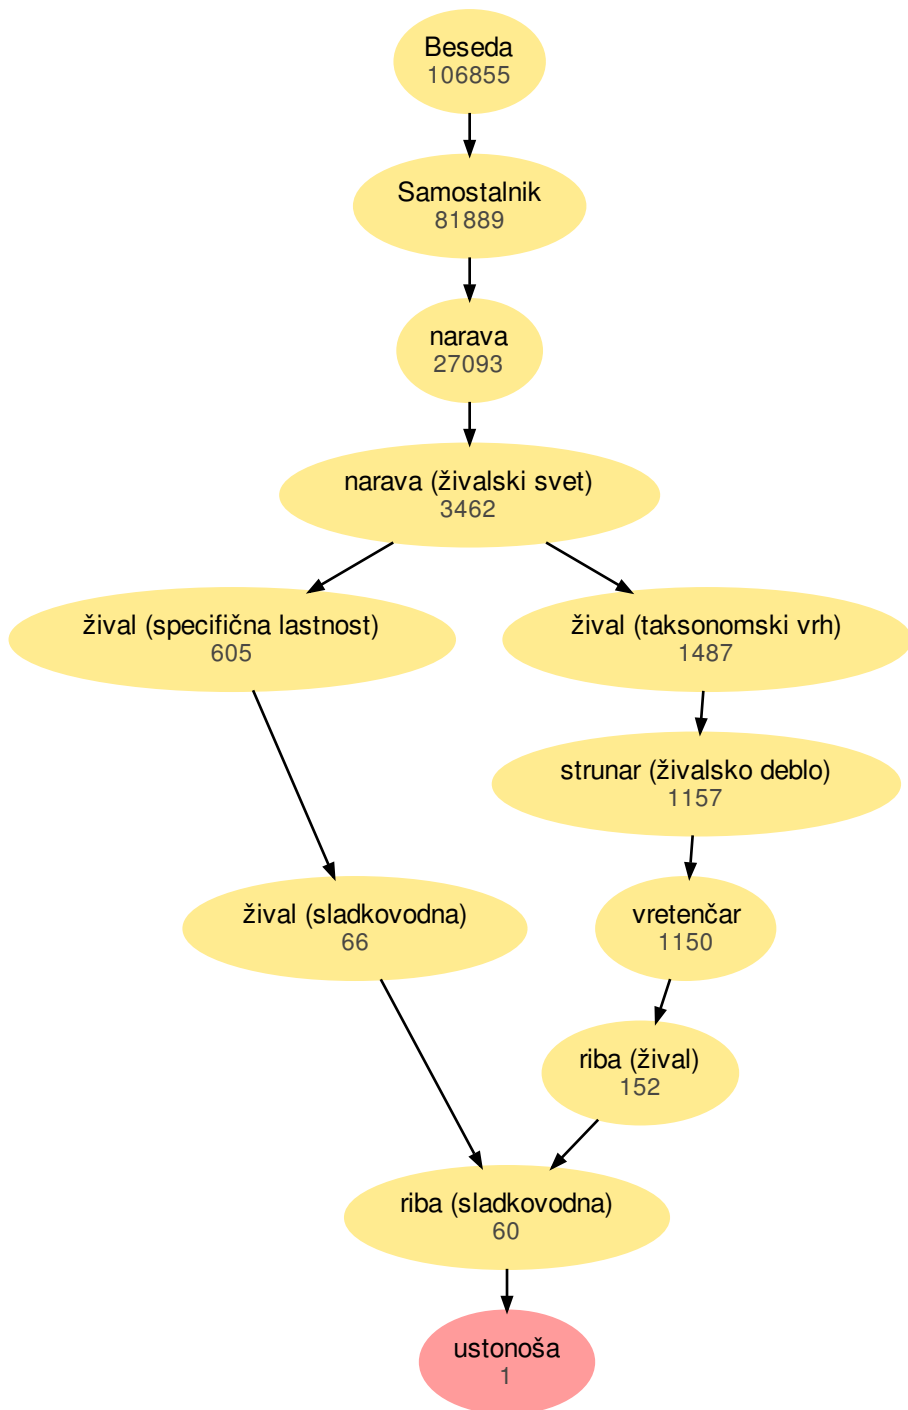 Beseda
106855
Samostalnik
81889
narava
27093
narava (živalski svet)
3462
žival (specifična lastnost)
605
žival (taksonomski vrh)
1487
strunar (živalsko deblo)
1157
žival (sladkovodna)
66
vretenčar
1150
riba (žival)
152
riba (sladkovodna)
60
ustonoša
1